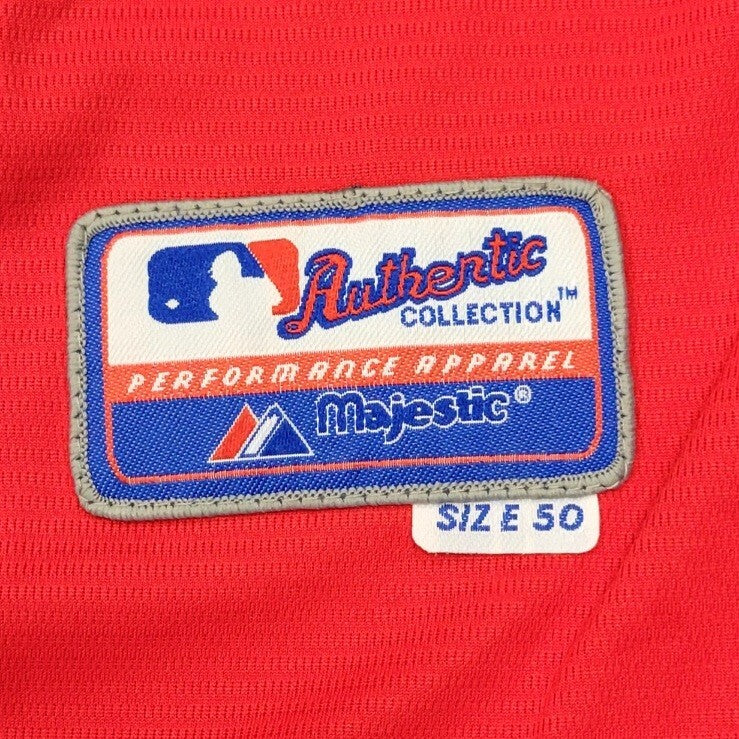 Authentic
COLLECTION™
PERFORMANCE APPAREL
Majestic®
SIZE 50